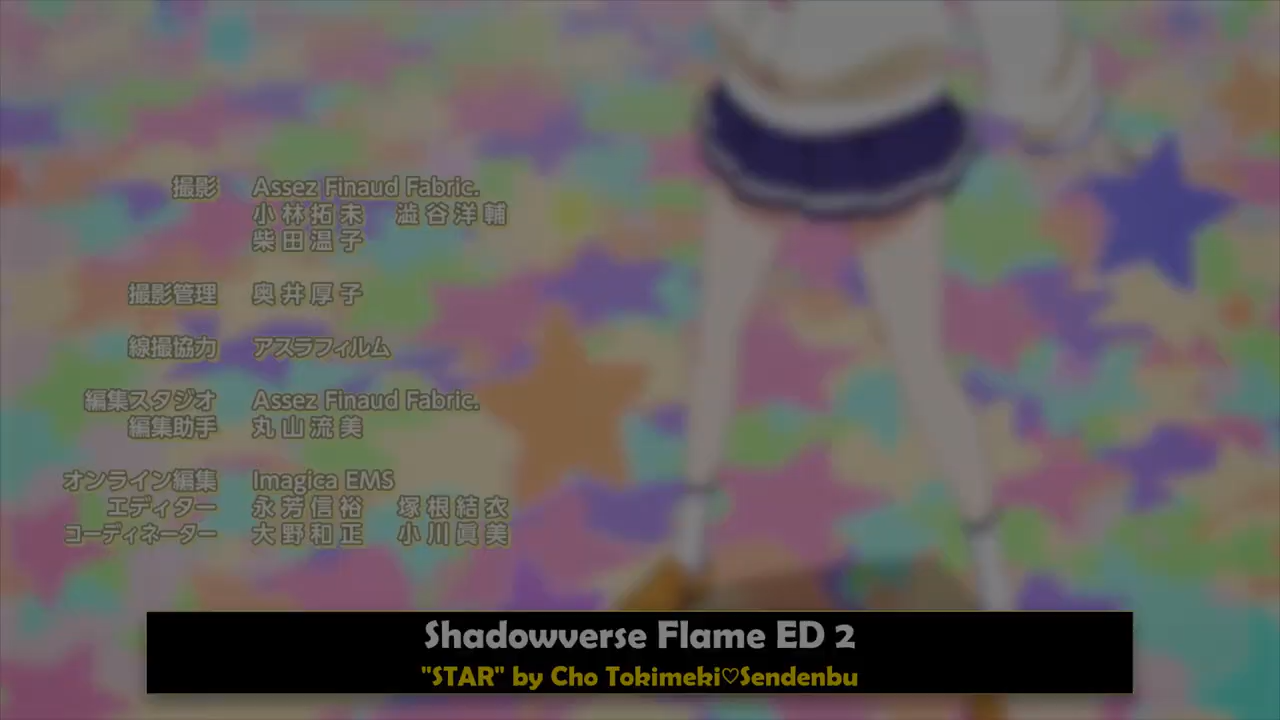 撮影 Assez Finaud Fabric.
小林拓未 澁谷洋輔
柴田温子
撮影管理 奥井厚子
線撮協力 アスラフィルム
編集スタジオ Assez Finaud Fabric.
編集助手 丸山流美
オンライン編集 Imagica EMS
エディター 永芳信裕 塚根結衣
コーディネーター 大野和正 小川眞美
Shadowverse Flame ED 2
"STAR" by Cho Tokimeki♡Sendenbu